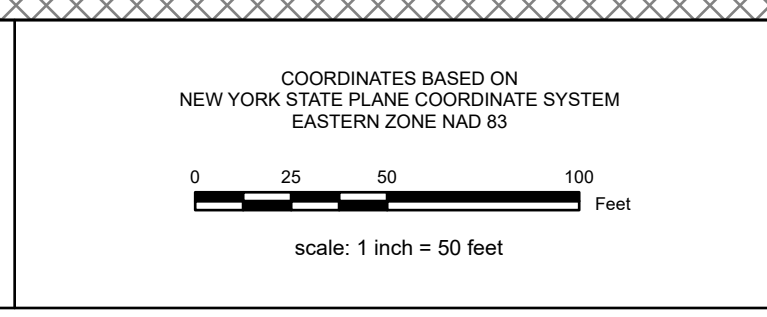 COORDINATES BASED ON
NEW YORK STATE PLANE COORDINATE SYSTEM
EASTERN ZONE NAD 83
0 25 50 100
Feet
scale: 1 inch = 50 feet